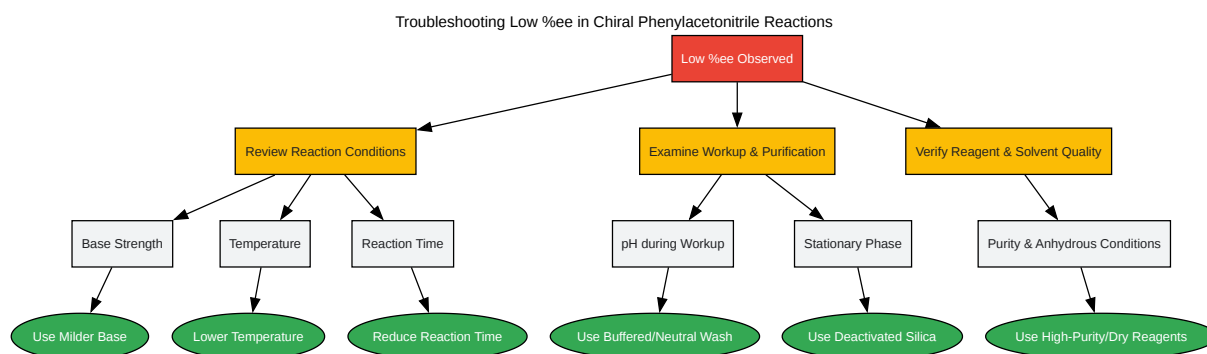 Troubleshooting Low %ee in Chiral Phenylacetonitrile Reactions
Low %ee Observed
Review Reaction Conditions
Examine Workup & Purification
Verify Reagent & Solvent Quality
Base Strength
Temperature
Reaction Time
pH during Workup
Stationary Phase
Purity & Anhydrous Conditions
Use Milder Base
Lower Temperature
Reduce Reaction Time
Use Buffered/Neutral Wash
Use Deactivated Silica
Use High-Purity/Dry Reagents